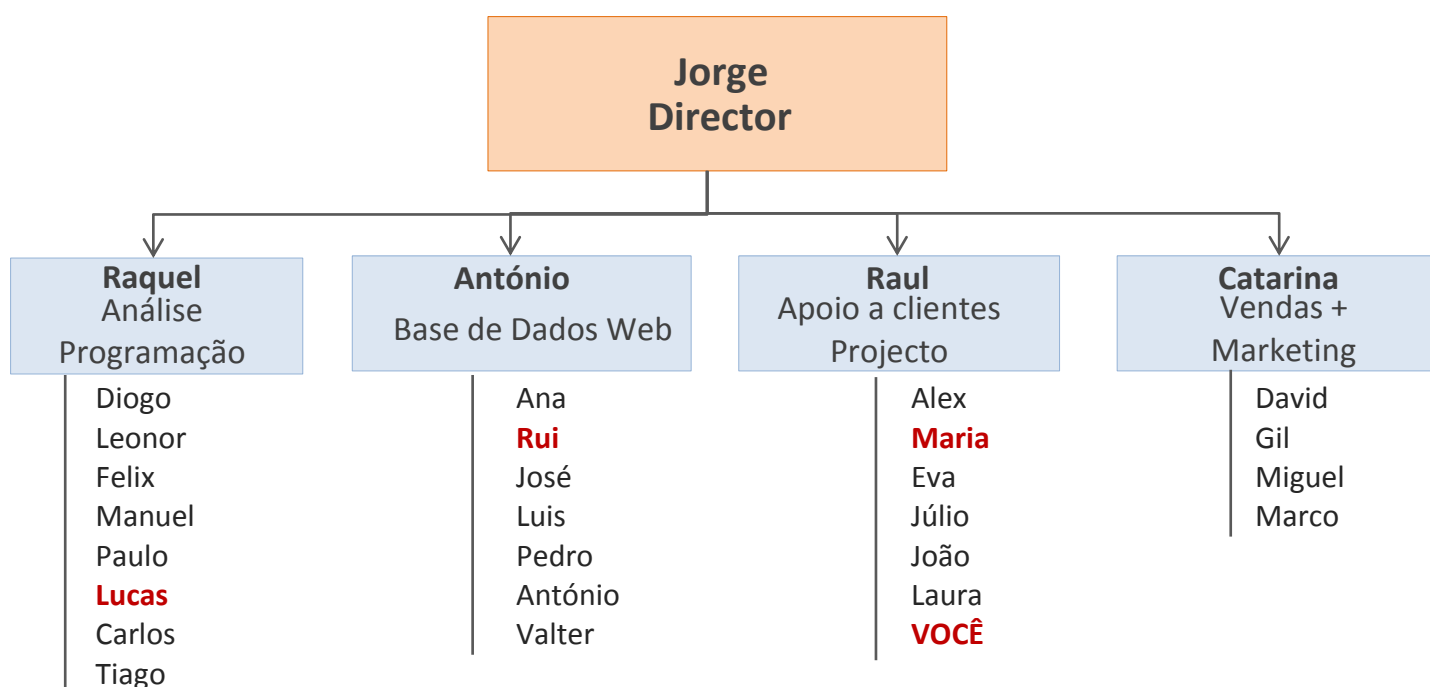 Jorge
Director
Raquel
Análise
Programação
António
Base de Dados Web
Raul
Apoio a clientes
Projecto
Catarina
Vendas +
Marketing
Diogo
Leonor
Felix
Manuel
Paulo
Lucas
Carlos
Tiago
Ana
Rui
José
Luis
Pedro
António
Valter
Alex
Maria
Eva
Júlio
João
Laura
VOCÊ
David
Gil
Miguel
Marco